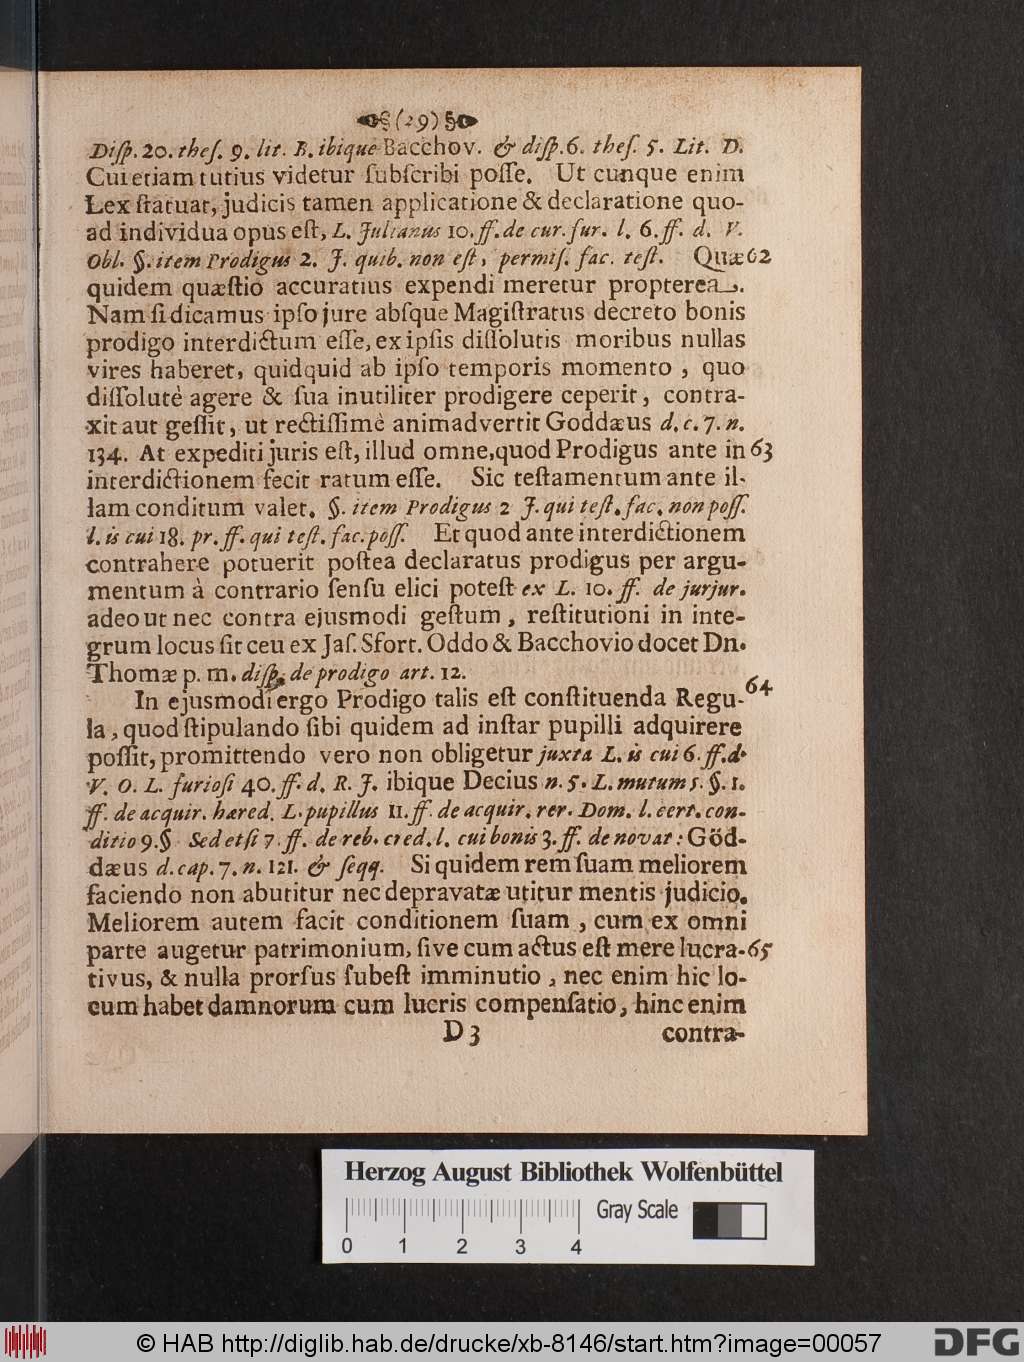 §(29)§
Diſp. 20. theſ. 9. lit. B. ibique Bacchov. & diſp. 6. theſ. 5. Lit. D.
Cui etiam tutius videtur ſubſcribi poſſe. Ut cunque enim
Lex ſtatuat, judicis tamen applicatione & declaratione quo-
ad individua opus eſt, L. Julianus 10. ff. de cur. fur. l. 6. ff. d. V.
Obl. §. item Prodigus 2. J. quib. non eſt, permiſ. fac. teſt. Quæ 62
quidem quæſtio accuratius expendi meretur propterea.
Nam ſi dicamus ipſo jure abſque Magiſtratus decreto bonis
prodigo interdictum eſſe, ex ipſis diſſolutis moribus nullas
vires haberet, quidquid ab ipſo temporis momento, quo
diſſolutè agere & ſua inutiliter prodigere ceperit, contra-
xit aut geſſit, ut rectiſſimè animadvertit Goddæus d. c. 7. n.
134. At expediti juris eſt, illud omne, quod Prodigus ante in 63
interdictionem fecit ratum eſſe. Sic teſtamentum ante il-
lam conditum valet. §. item Prodigus 2 J. qui teſt. fac. non poſſ.
l. is cui 18. pr. ff. qui teſt. fac. poſſ. Et quod ante interdictionem
contrahere potuerit poſtea declaratus prodigus per argu-
mentum à contrario ſenſu elici poteſt ex L. 10. ff. de jurjur.
adeo ut nec contra ejusmodi geſtum, reſtitutioni in inte-
grum locus ſit ceu ex Jaſ. Sfort. Oddo & Bacchovio docet Dn.
Thomæ p. m. diſp. de prodigo art. 12.
In ejusmodi ergo Prodigo talis eſt conſtituenda Regu- 64
la, quod ſtipulando ſibi quidem ad inſtar pupilli adquirere
poſſit, promittendo vero non obligetur juxta L. is cui 6. ff. d.
V. O. L. furioſi 40. ff. d. R. J. ibique Decius n. 5. L. mutum 5. §. 1.
ff. de acquir. hæred. L. pupillus 11. ff. de acquir. rer. Dom. l. cert. con-
ditio 9. § Sed etſi 7. ff. de reb. cred. l. cui bonis 3. ff. de novat: Göd-
dæus d. cap. 7. n. 121. & ſeqq. Si quidem rem ſuam meliorem
faciendo non abutitur nec depravatæ utitur mentis judicio.
Meliorem autem facit conditionem ſuam, cum ex omni
parte augetur patrimonium, ſive cum actus eſt mere lucra- 65
tivus, & nulla prorſus ſubeſt imminutio, nec enim hic lo-
cum habet damnorum cum lucris compenſatio, hinc enim
D 3 contra-
Herzog August Bibliothek Wolfenbüttel
Gray Scale
0 1 2 3 4
© HAB http://diglib.hab.de/drucke/xb-8146/start.htm?image=00057
DFG